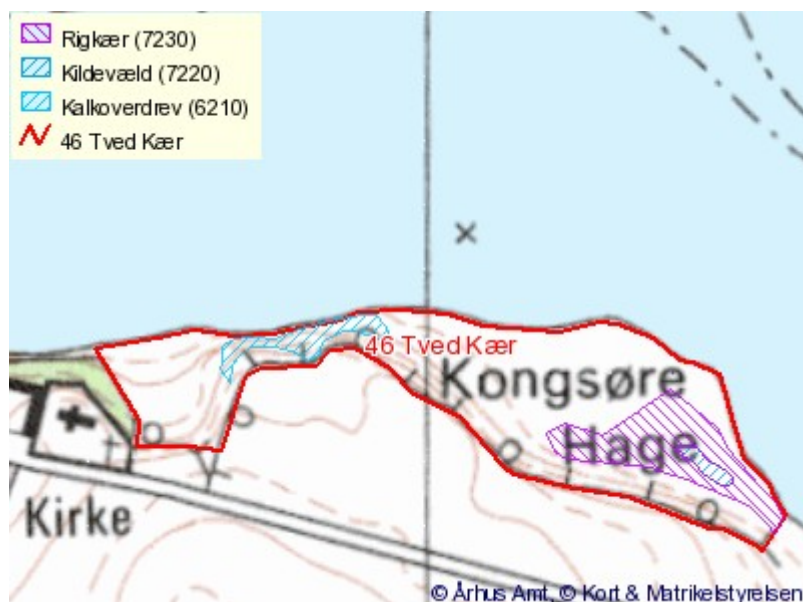 Rigkær (7230)
Kildevæld (7220)
Kalkoverdrev (6210)
46 Tved Kær
46 Tved Kær
Kongsøre
Hage
Kirke
© Århus Amt, © Kort & Matrikelstyrelsen